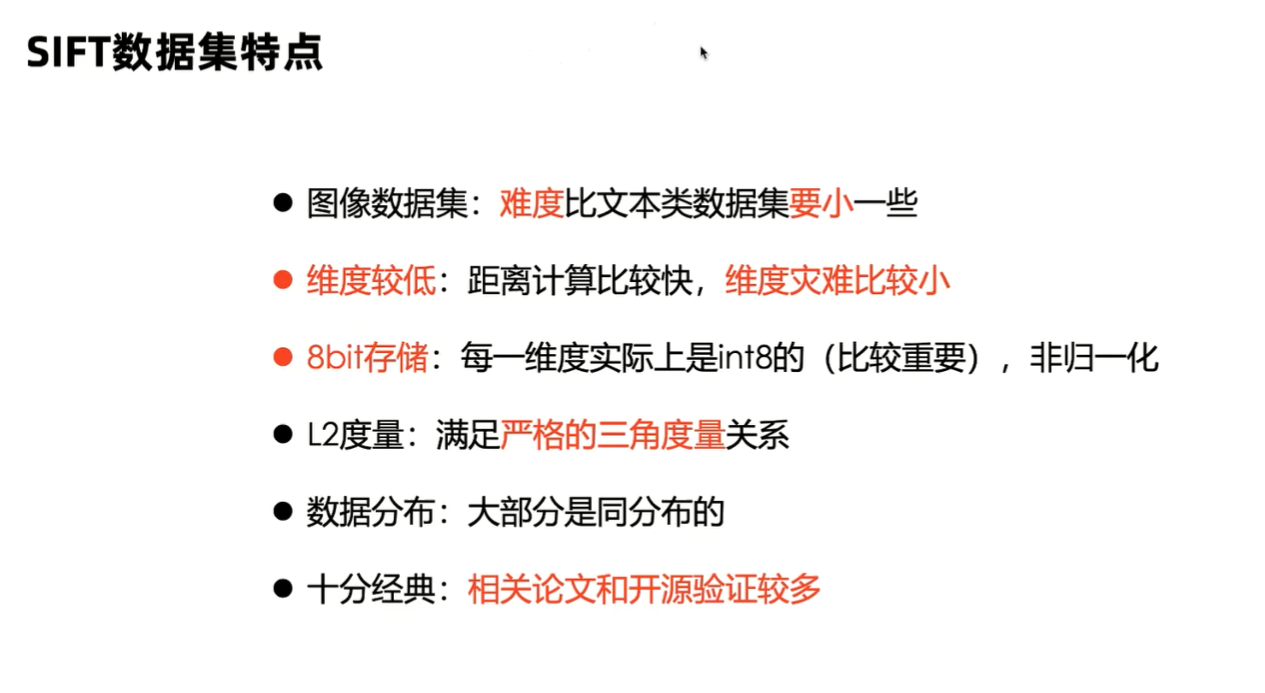 SIFT数据集特点
● 图像数据集：难度比文本类数据集要小一些
● 维度较低：距离计算比较快，维度灾难比较小
● 8bit存储：每一维度实际上是int8的（比较重要），非归一化
● L2度量：满足严格的三角度量关系
● 数据分布：大部分是同分布的
● 十分经典：相关论文和开源验证较多